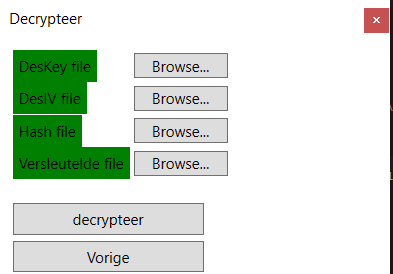 Decrypteer
DesKey file Browse...
DesIV file Browse...
Hash file Browse...
Versleutelde file Browse...
decrypteer
Vorige